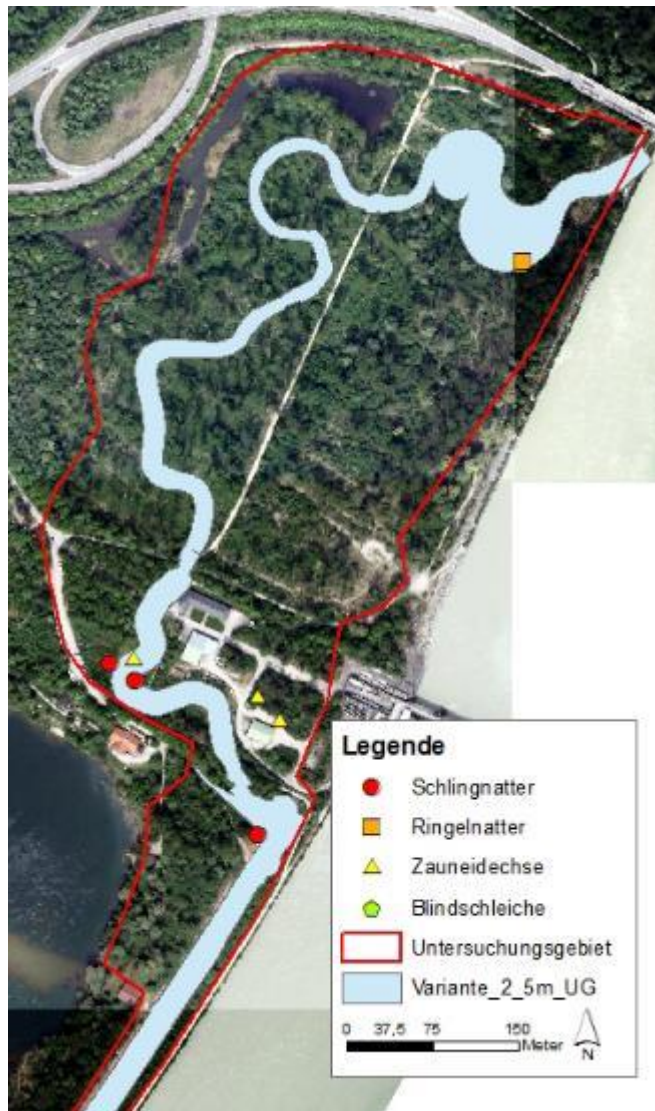 Legende
Schlingnatter
Ringelnatter
Zauneidechse
Blindschleiche
Untersuchungsgebiet
Variante_2_5m_UG
0 37,5 75 150
Meter
N